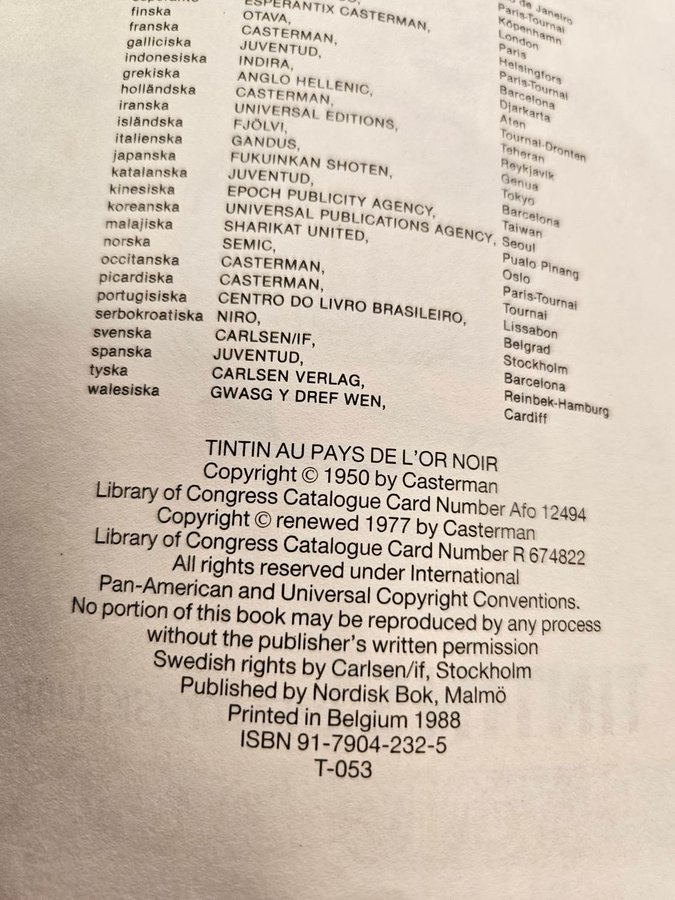 de Janeiro
Paris-Tournai
Köpenhamn
London
ESPERANTIX CASTERMAN, Paris
finska OTAVA, Helsingfors
franska CASTERMAN, Paris-Tournai
galliciska JUVENTUD, Barcelona
indonesiska INDIRA, Djarkarta
grekiska ANGLO HELLENIC, Aten
holländska CASTERMAN, Tournai-Dronten
iranska UNIVERSAL EDITIONS, Teheran
isländska FJÖLVI, Reykjavik
italienska GANDUS, Genua
japanska FUKUINKAN SHOTEN, Tokyo
katalanska JUVENTUD, Barcelona
kinesiska EPOCH PUBLICITY AGENCY, Taiwan
koreanska UNIVERSAL PUBLICATIONS AGENCY, Seoul
malajiska SHARIKAT UNITED, Pualo Pinang
norska SEMIC, Oslo
occitanska CASTERMAN, Paris-Tournai
picardiska CASTERMAN, Tournai
portugisiska CENTRO DO LIVRO BRASILEIRO, Lissabon
serbokroatiska NIRO, Belgrad
svenska CARLSEN/IF, Stockholm
spanska JUVENTUD, Barcelona
tyska CARLSEN VERLAG, Reinbek-Hamburg
walesiska GWASG Y DREF WEN, Cardiff
TINTIN AU PAYS DE L'OR NOIR
Copyright © 1950 by Casterman
Library of Congress Catalogue Card Number Afo 12494
Copyright © renewed 1977 by Casterman
Library of Congress Catalogue Card Number R 674822
All rights reserved under International
Pan-American and Universal Copyright Conventions.
No portion of this book may be reproduced by any process
without the publisher's written permission
Swedish rights by Carlsen/if, Stockholm
Published by Nordisk Bok, Malmö
Printed in Belgium 1988
ISBN 91-7904-232-5
T-053